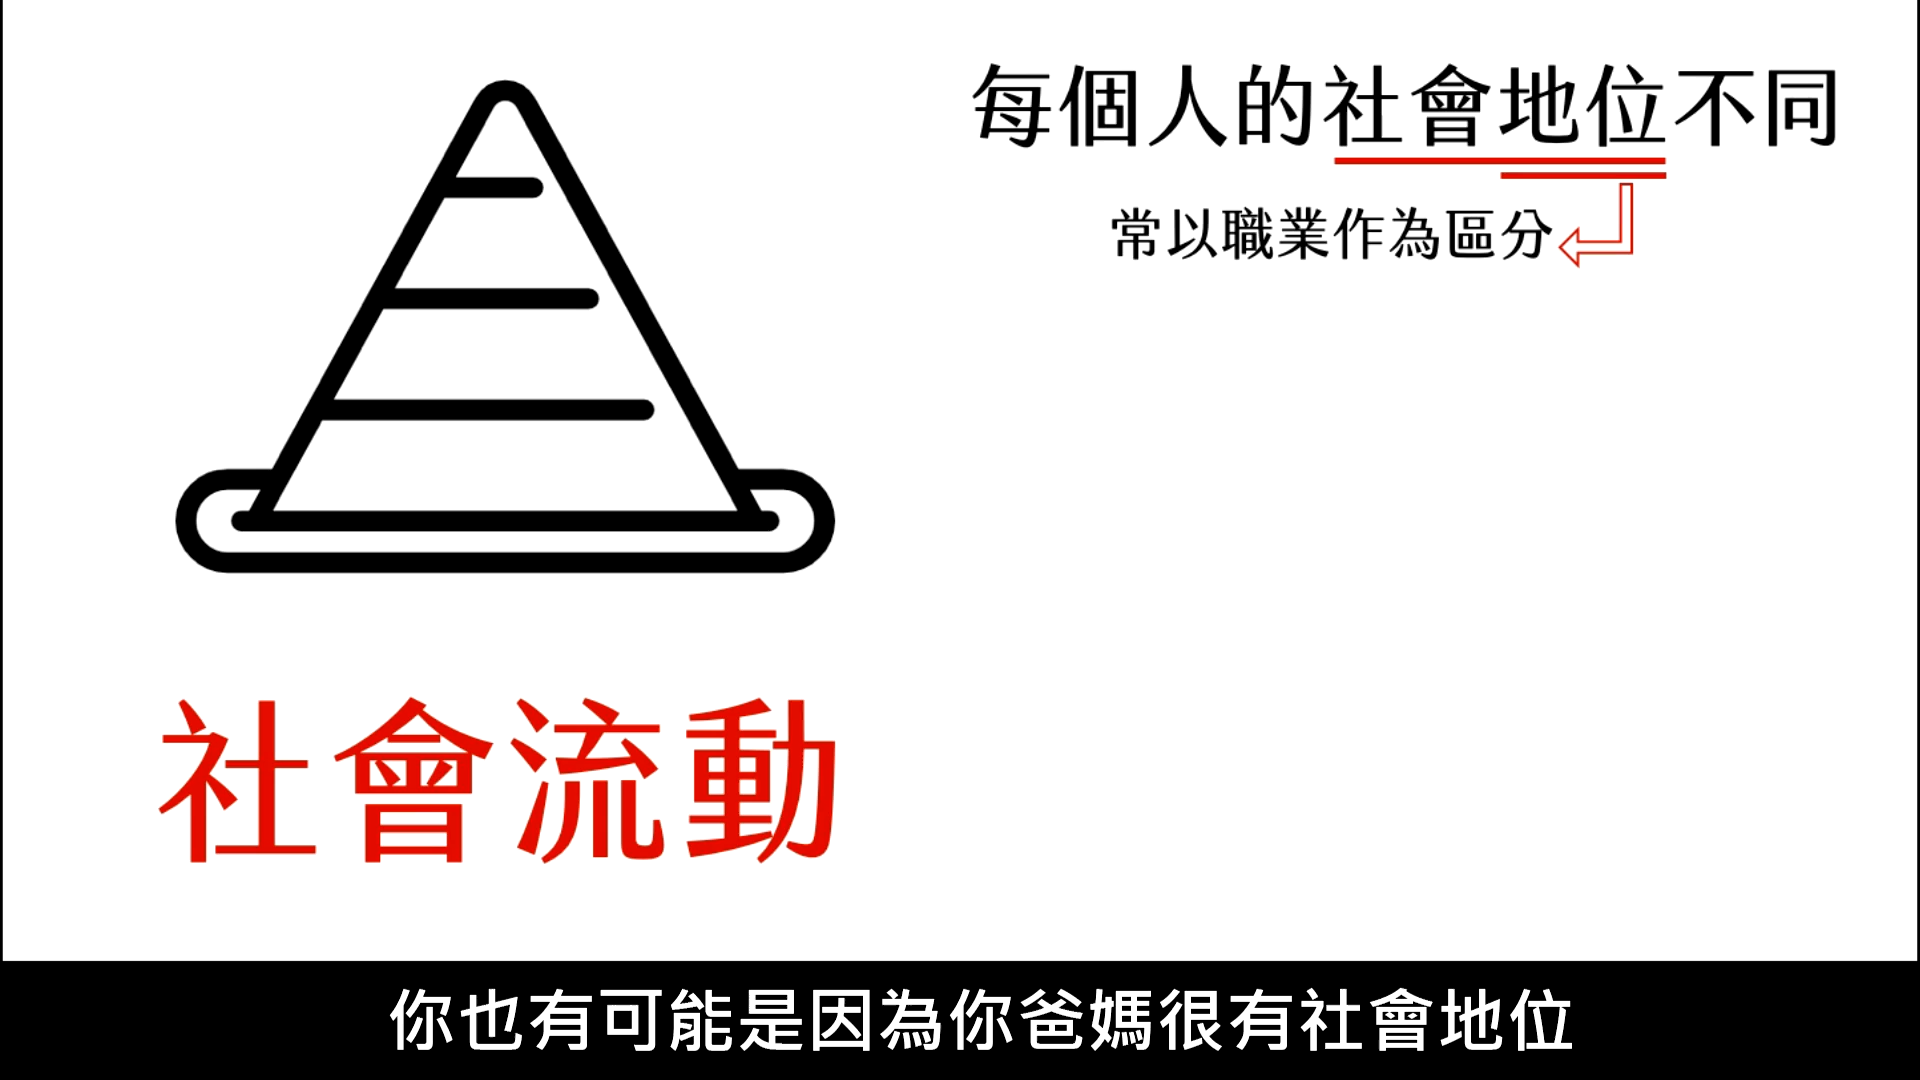 每個人的社會地位不同
常以職業作為區分
社會流動
你也有可能是因為你爸媽很有社會地位